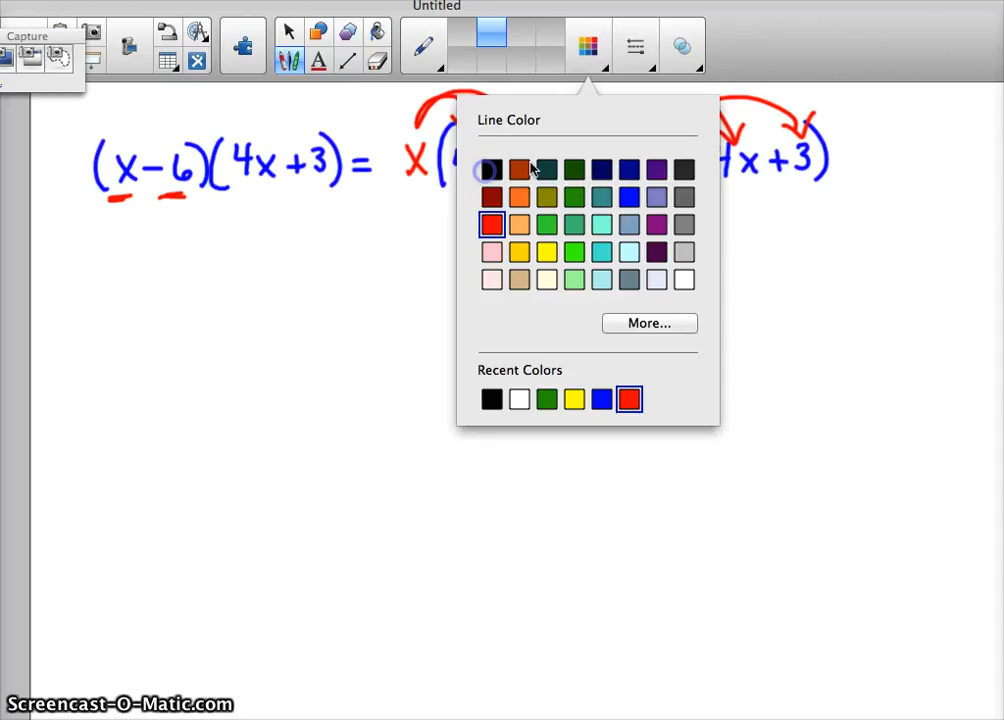 Untitled
Capture
(x-6)(4x+3)= x( 4x+3)
Line Color
More...
Recent Colors
Screencast-O-Matic.com